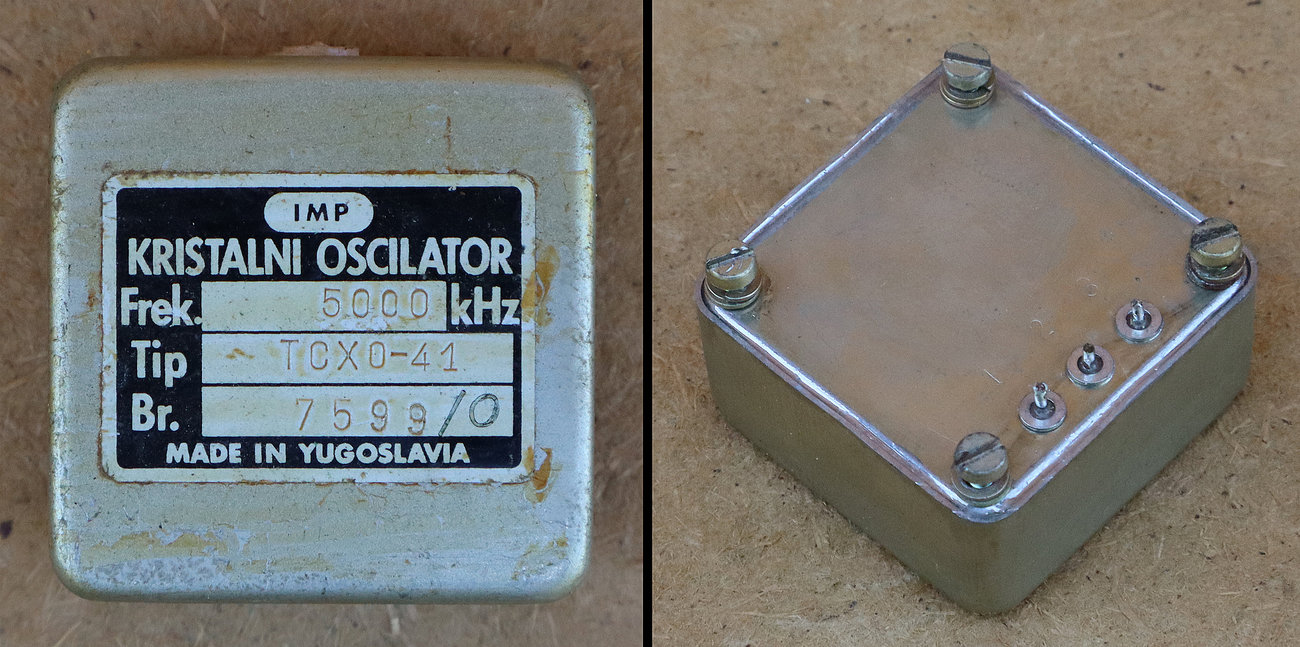 IMP
KRISTALNI OSCILATOR
Frek. 5000 kHz
Tip TCXO-41
Br. 7599/0
MADE IN YUGOSLAVIA